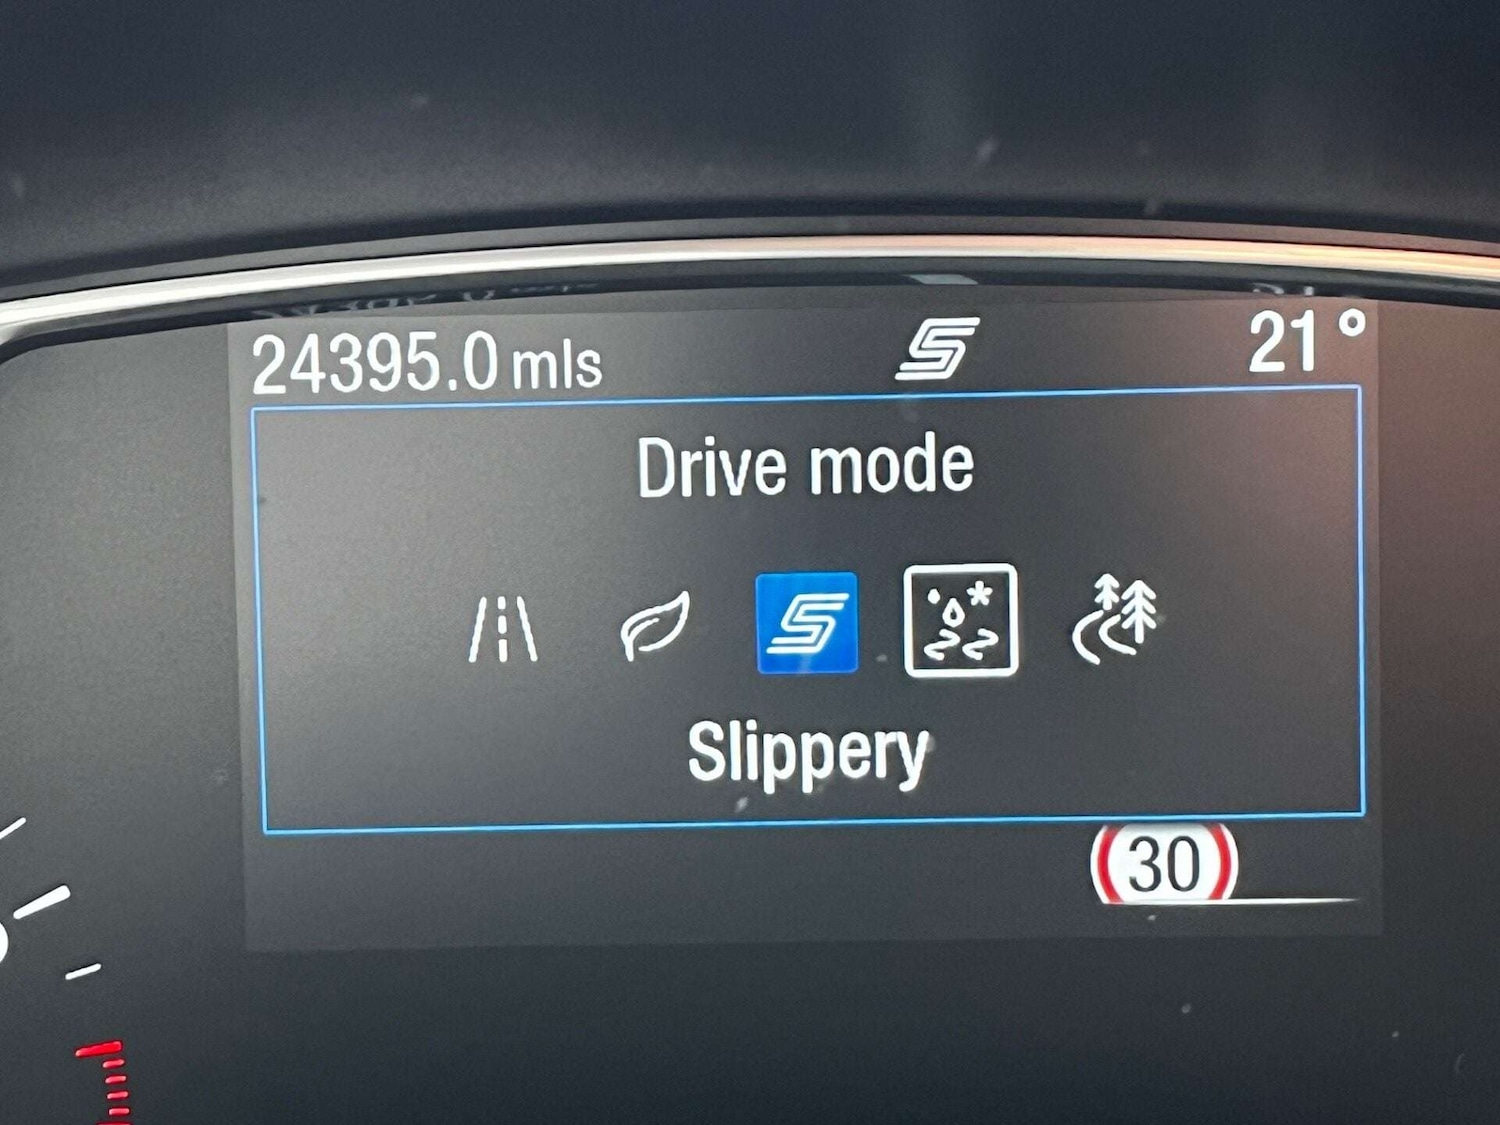 24395.0 mls
21°
Drive mode
Slippery
30